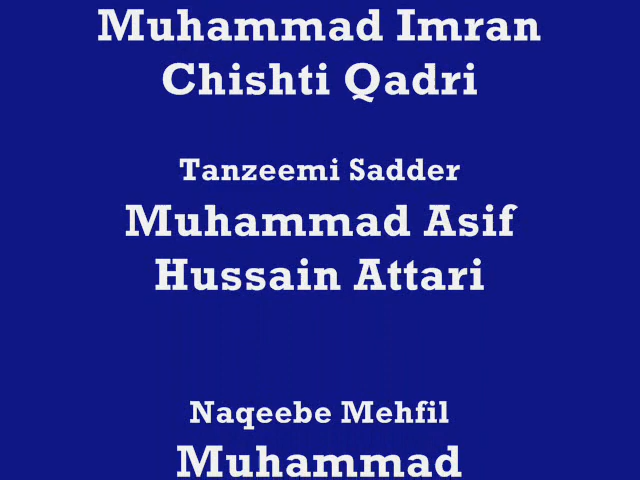 Muhammad Imran
Chishti Qadri
Tanzeemi Sadder
Muhammad Asif
Hussain Attari
Naqeebe Mehfil
Muhammad